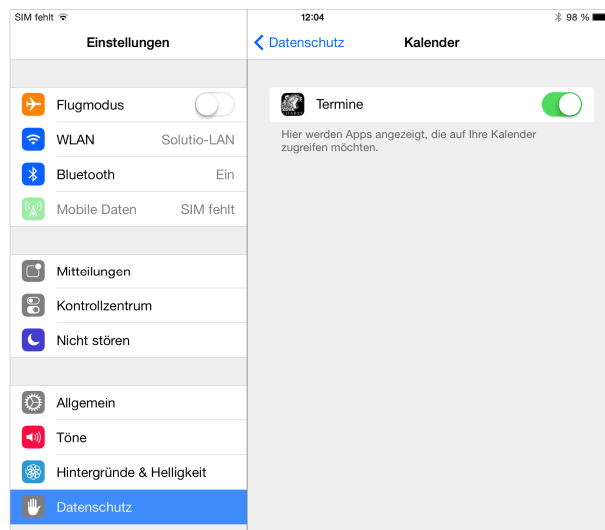 SIM fehlt
12:04
98 %
Einstellungen
Datenschutz
Kalender
Flugmodus
WLAN
Solutio-LAN
Bluetooth
Ein
Mobile Daten
SIM fehlt
Mitteilungen
Kontrollzentrum
Nicht stören
Allgemein
Töne
Hintergründe & Helligkeit
Datenschutz
Termine
Hier werden Apps angezeigt, die auf Ihre Kalender
zugreifen möchten.